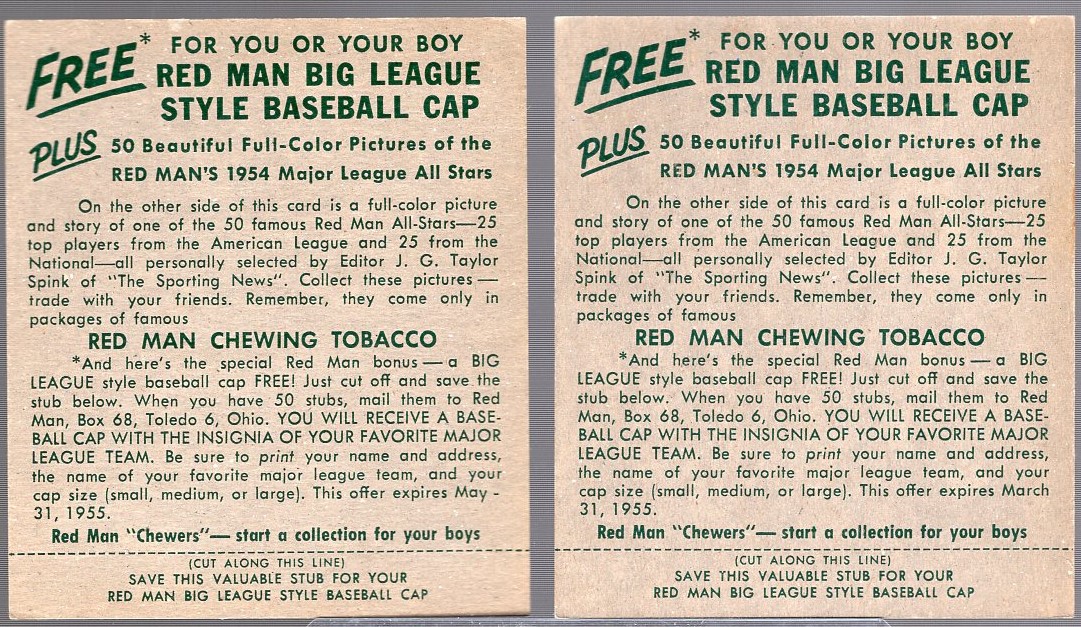 FREE* FOR YOU OR YOUR BOY
RED MAN BIG LEAGUE
STYLE BASEBALL CAP
PLUS 50 Beautiful Full-Color Pictures of the
RED MAN'S 1954 Major League All Stars
On the other side of this card is a full-color picture
and story of one of the 50 famous Red Man All-Stars—25
top players from the American League and 25 from the
National—all personally selected by Editor J. G. Taylor
Spink of "The Sporting News". Collect these pictures—
trade with your friends. Remember, they come only in
packages of famous
RED MAN CHEWING TOBACCO
*And here's the special Red Man bonus—a BIG
LEAGUE style baseball cap FREE! Just cut off and save the
stub below. When you have 50 stubs, mail them to Red
Man, Box 68, Toledo 6, Ohio. YOU WILL RECEIVE A BASE-
BALL CAP WITH THE INSIGNIA OF YOUR FAVORITE MAJOR
LEAGUE TEAM. Be sure to print your name and address,
the name of your favorite major league team, and your
cap size (small, medium, or large). This offer expires May -
31, 1955.
Red Man "Chewers"—start a collection for your boys
(CUT ALONG THIS LINE)
SAVE THIS VALUABLE STUB FOR YOUR
RED MAN BIG LEAGUE STYLE BASEBALL CAP
FREE* FOR YOU OR YOUR BOY
RED MAN BIG LEAGUE
STYLE BASEBALL CAP
PLUS 50 Beautiful Full-Color Pictures of the
RED MAN'S 1954 Major League All Stars
On the other side of this card is a full-color picture
and story of one of the 50 famous Red Man All-Stars—25
top players from the American League and 25 from the
National—all personally selected by Editor J. G. Taylor
Spink of "The Sporting News". Collect these pictures—
trade with your friends. Remember, they come only in
packages of famous
RED MAN CHEWING TOBACCO
*And here's the special Red Man bonus—a BIG
LEAGUE style baseball cap FREE! Just cut off and save the
stub below. When you have 50 stubs, mail them to Red
Man, Box 68, Toledo 6, Ohio. YOU WILL RECEIVE A BASE-
BALL CAP WITH THE INSIGNIA OF YOUR FAVORITE MAJOR
LEAGUE TEAM. Be sure to print your name and address,
the name of your favorite major league team, and your
cap size (small, medium, or large). This offer expires March
31, 1955.
Red Man "Chewers"—start a collection for your boys
(CUT ALONG THIS LINE)
SAVE THIS VALUABLE STUB FOR YOUR
RED MAN BIG LEAGUE STYLE BASEBALL CAP